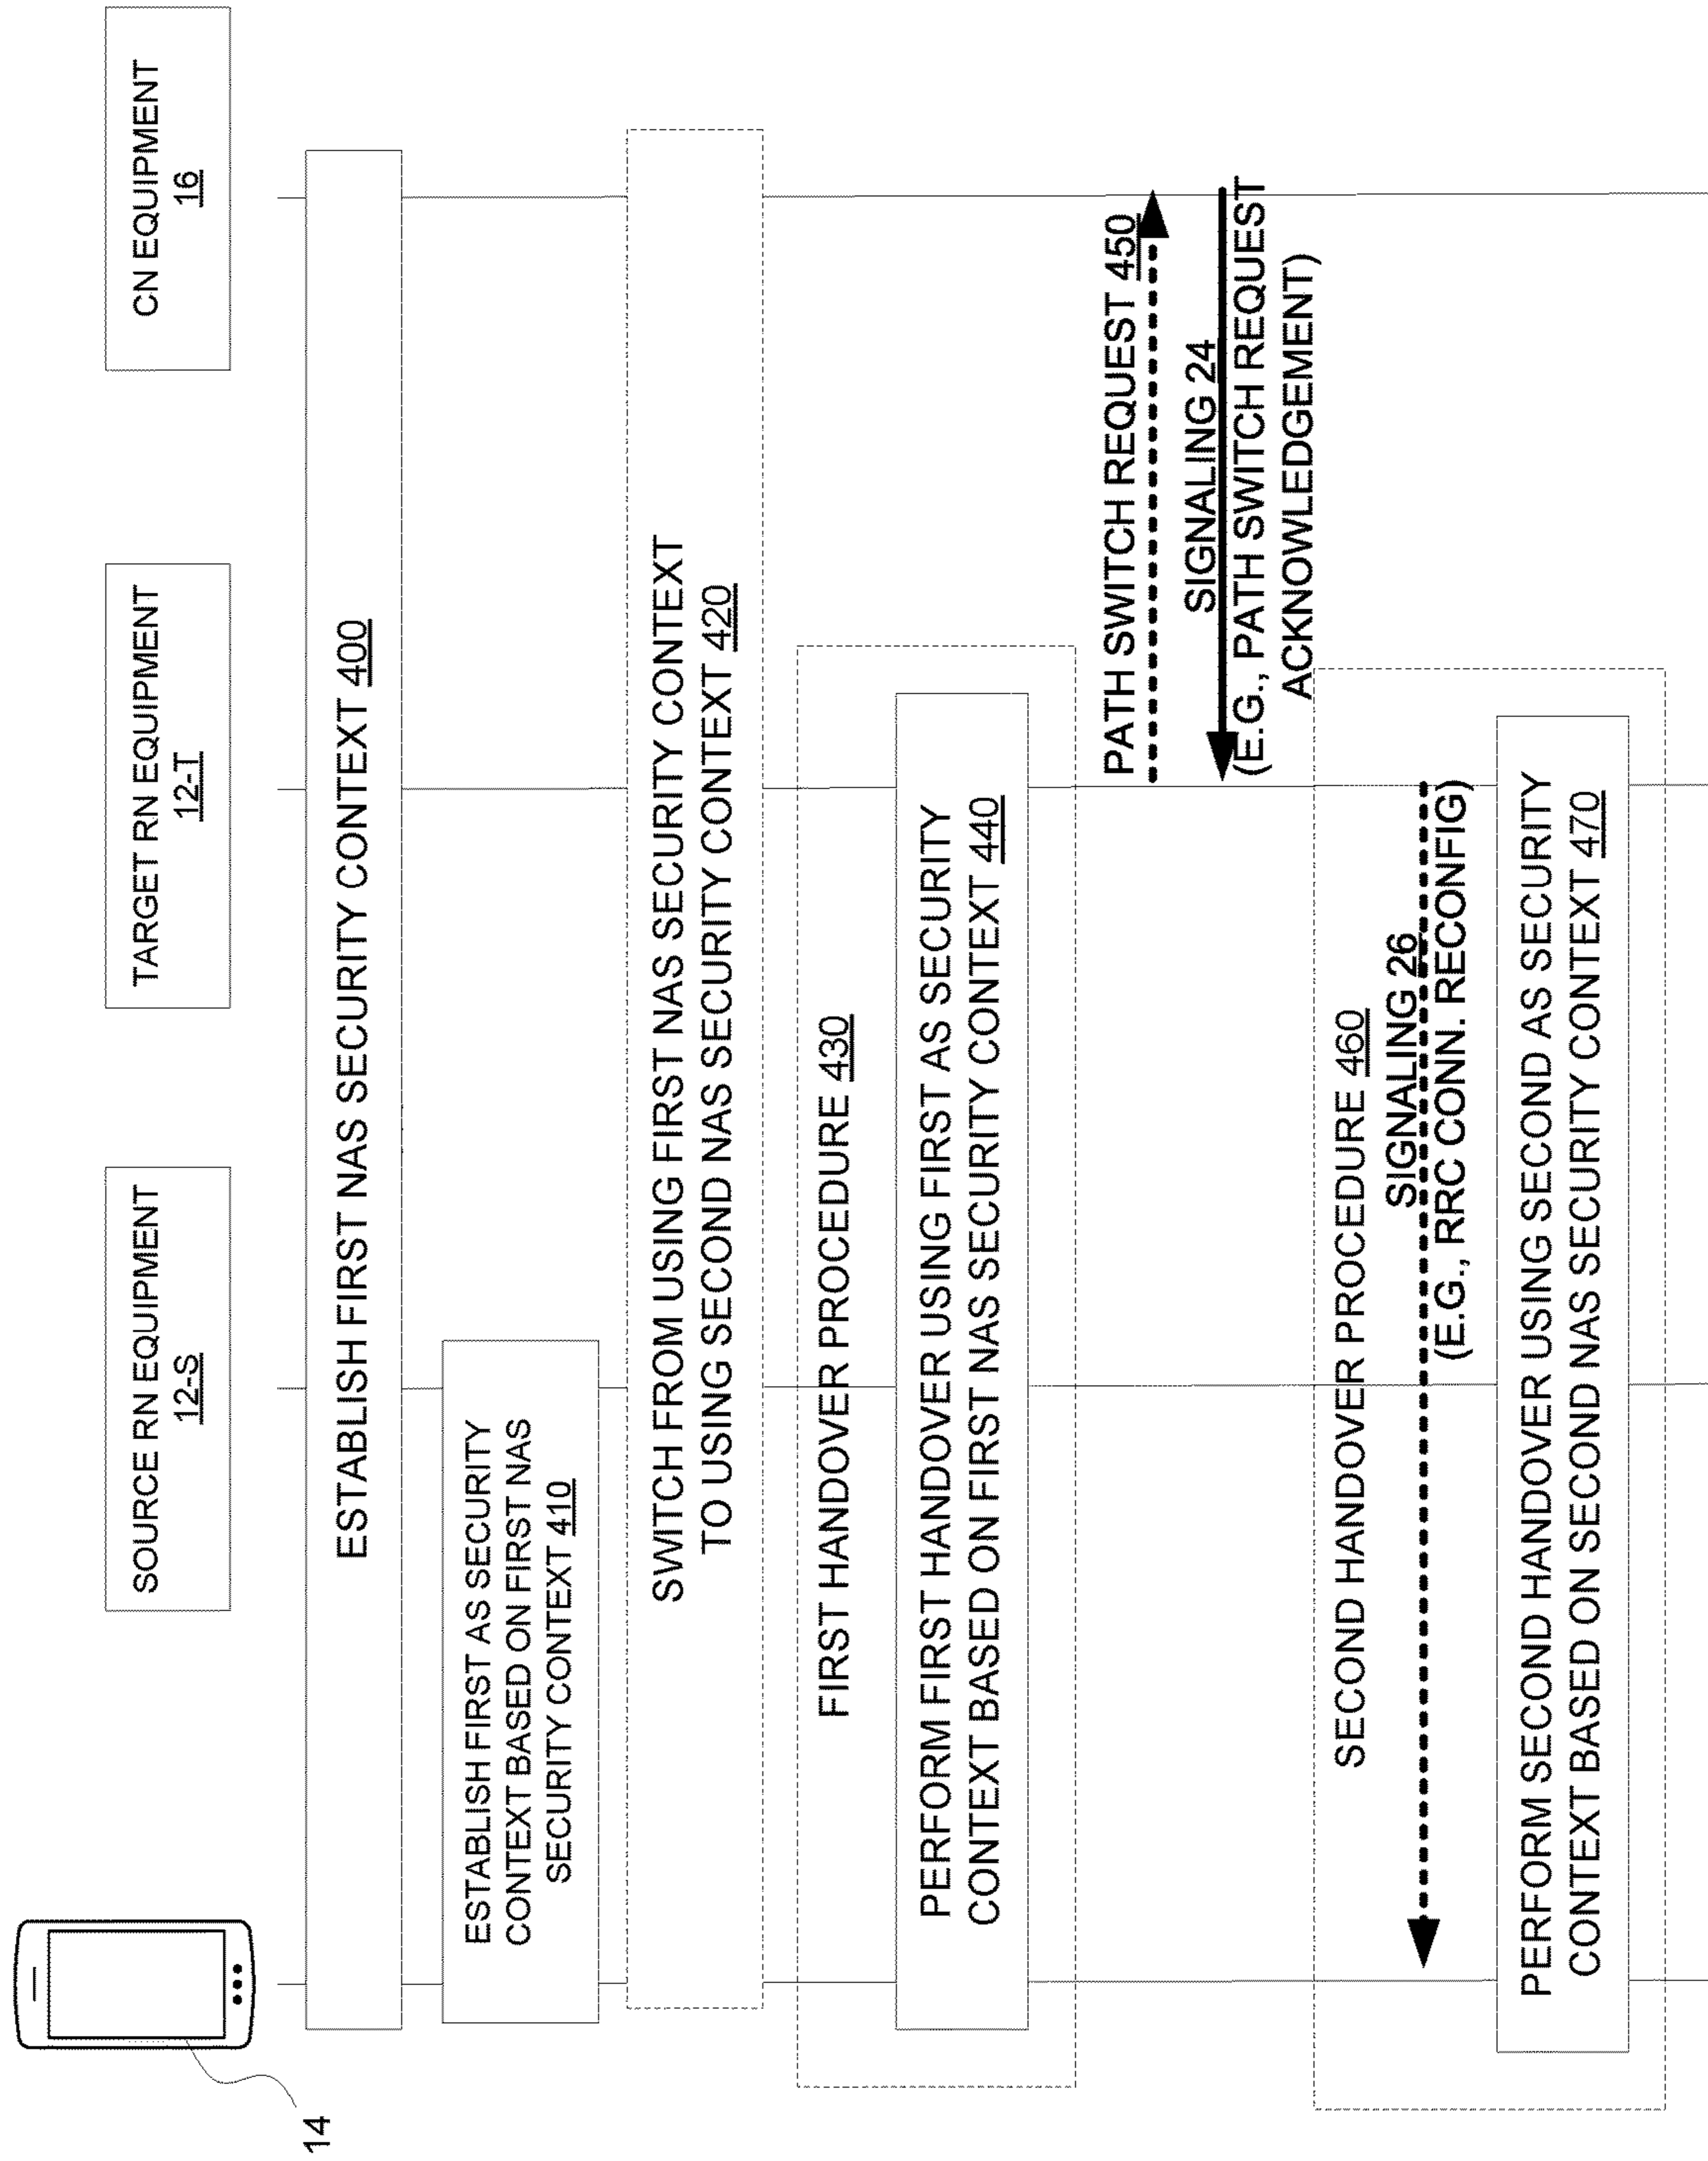 14
SOURCE RN EQUIPMENT
12-S
TARGET RN EQUIPMENT
12-T
CN EQUIPMENT
16
ESTABLISH FIRST NAS SECURITY CONTEXT 400
ESTABLISH FIRST AS SECURITY
CONTEXT BASED ON FIRST NAS
SECURITY CONTEXT 410
SWITCH FROM USING FIRST NAS SECURITY CONTEXT
TO USING SECOND NAS SECURITY CONTEXT 420
FIRST HANDOVER PROCEDURE 430
PERFORM FIRST HANDOVER USING FIRST AS SECURITY
CONTEXT BASED ON FIRST NAS SECURITY CONTEXT 440
PATH SWITCH REQUEST 450
SIGNALING 24
(E.G., PATH SWITCH REQUEST
ACKNOWLEDGEMENT)
SECOND HANDOVER PROCEDURE 460
SIGNALING 26
(E.G., RRC CONN. RECONFIG)
PERFORM SECOND HANDOVER USING SECOND AS SECURITY
CONTEXT BASED ON SECOND NAS SECURITY CONTEXT 470